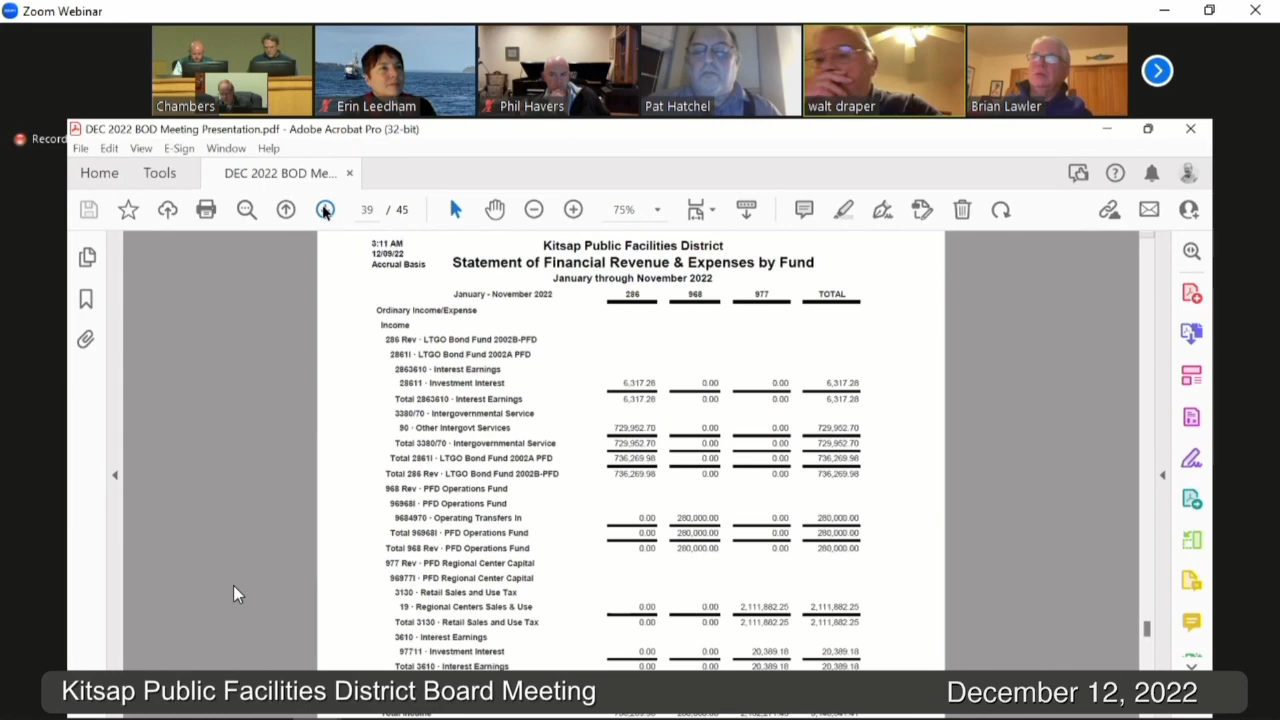 Zoom Webinar
Chambers
Erin Leedham
Phil Havers
Pat Hatchel
walt draper
Brian Lawler
Record
DEC 2022 BOD Meeting Presentation.pdf - Adobe Acrobat Pro (32-bit)
File Edit View E-Sign Window Help
Home Tools DEC 2022 BOD Me... ×
39 / 45 75%
3:11 AM
12/09/22
Accrual Basis
Kitsap Public Facilities District
Statement of Financial Revenue & Expenses by Fund
January through November 2022
January - November 2022 286 968 977 TOTAL
Ordinary Income/Expense
Income
286 Rev · LTGO Bond Fund 2002B-PFD
2861I · LTGO Bond Fund 2002A PFD
2863610 · Interest Earnings
28611 · Investment Interest 6,317.28 0.00 0.00 6,317.28
Total 2863610 · Interest Earnings 6,317.28 0.00 0.00 6,317.28
3380/70 · Intergovernmental Service
90 · Other Intergovt Services 729,952.70 0.00 0.00 729,952.70
Total 3380/70 · Intergovernmental Service 729,952.70 0.00 0.00 729,952.70
Total 2861I · LTGO Bond Fund 2002A PFD 736,269.98 0.00 0.00 736,269.98
Total 286 Rev · LTGO Bond Fund 2002B-PFD 736,269.98 0.00 0.00 736,269.98
968 Rev · PFD Operations Fund
96968I · PFD Operations Fund
9684970 · Operating Transfers In 0.00 280,000.00 0.00 280,000.00
Total 96968I · PFD Operations Fund 0.00 280,000.00 0.00 280,000.00
Total 968 Rev · PFD Operations Fund 0.00 280,000.00 0.00 280,000.00
977 Rev · PFD Regional Center Capital
96977I · PFD Regional Center Capital
3130 · Retail Sales and Use Tax
19 · Regional Centers Sales & Use 0.00 0.00 2,111,882.25 2,111,882.25
Total 3130 · Retail Sales and Use Tax 0.00 0.00 2,111,882.25 2,111,882.25
3610 · Interest Earnings
97711 · Investment Interest 0.00 0.00 20,389.18 20,389.18
Total 3610 · Interest Earnings 0.00 0.00 20,389.18 20,389.18
Kitsap Public Facilities District Board Meeting
December 12, 2022